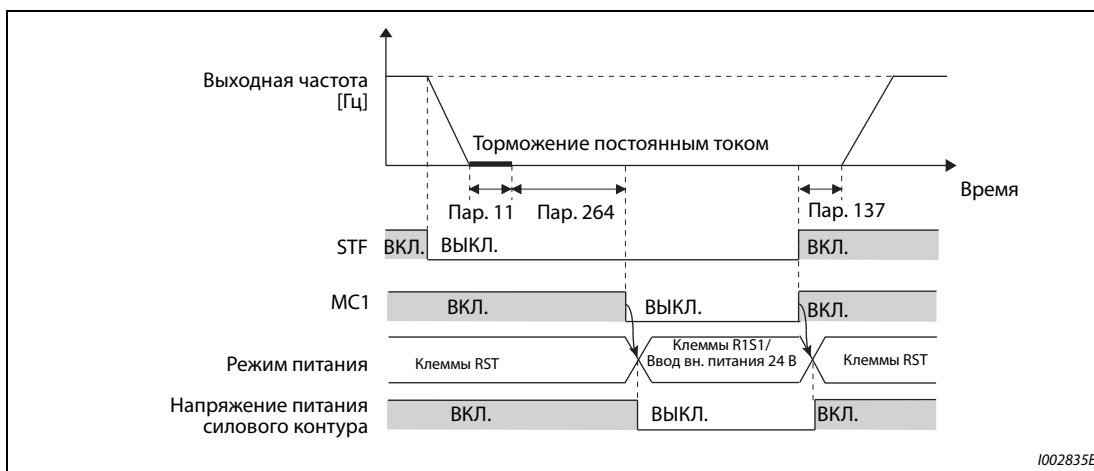 Выходная частота
[Гц]
Торможение постоянным током
Время
Пар. 11
Пар. 264
Пар. 137
STF
ВКЛ.
ВЫКЛ.
ВКЛ.
MC1
ВКЛ.
ВЫКЛ.
ВКЛ.
Режим питания
Клеммы RST
Клеммы R1S1/
Ввод вн. питания 24 В
Клеммы RST
Напряжение питания
силового контура
ВКЛ.
ВЫКЛ.
ВКЛ.
I002835E